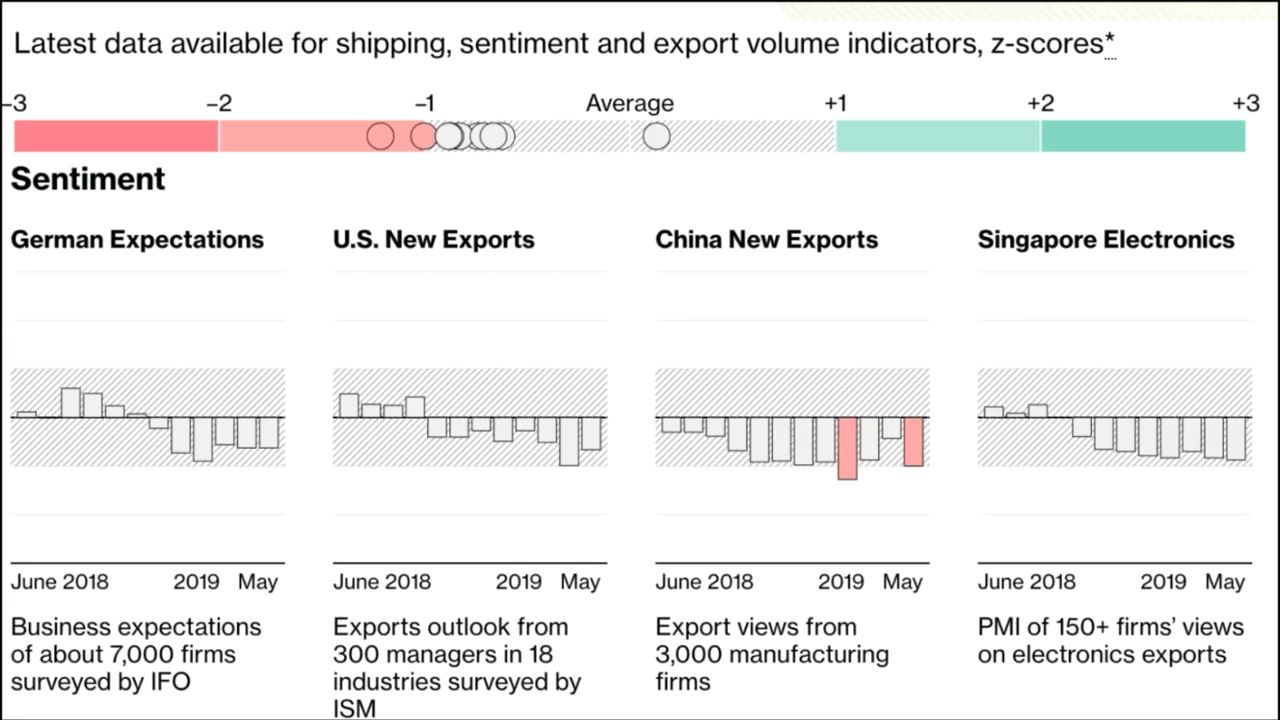 Latest data available for shipping, sentiment and export volume indicators, z-scores*
–3 –2 –1 Average +1 +2 +3
Sentiment
German Expectations
June 2018 2019 May
Business expectations
of about 7,000 firms
surveyed by IFO
U.S. New Exports
June 2018 2019 May
Exports outlook from
300 managers in 18
industries surveyed by
ISM
China New Exports
June 2018 2019 May
Export views from
3,000 manufacturing
firms
Singapore Electronics
June 2018 2019 May
PMI of 150+ firms’ views
on electronics exports